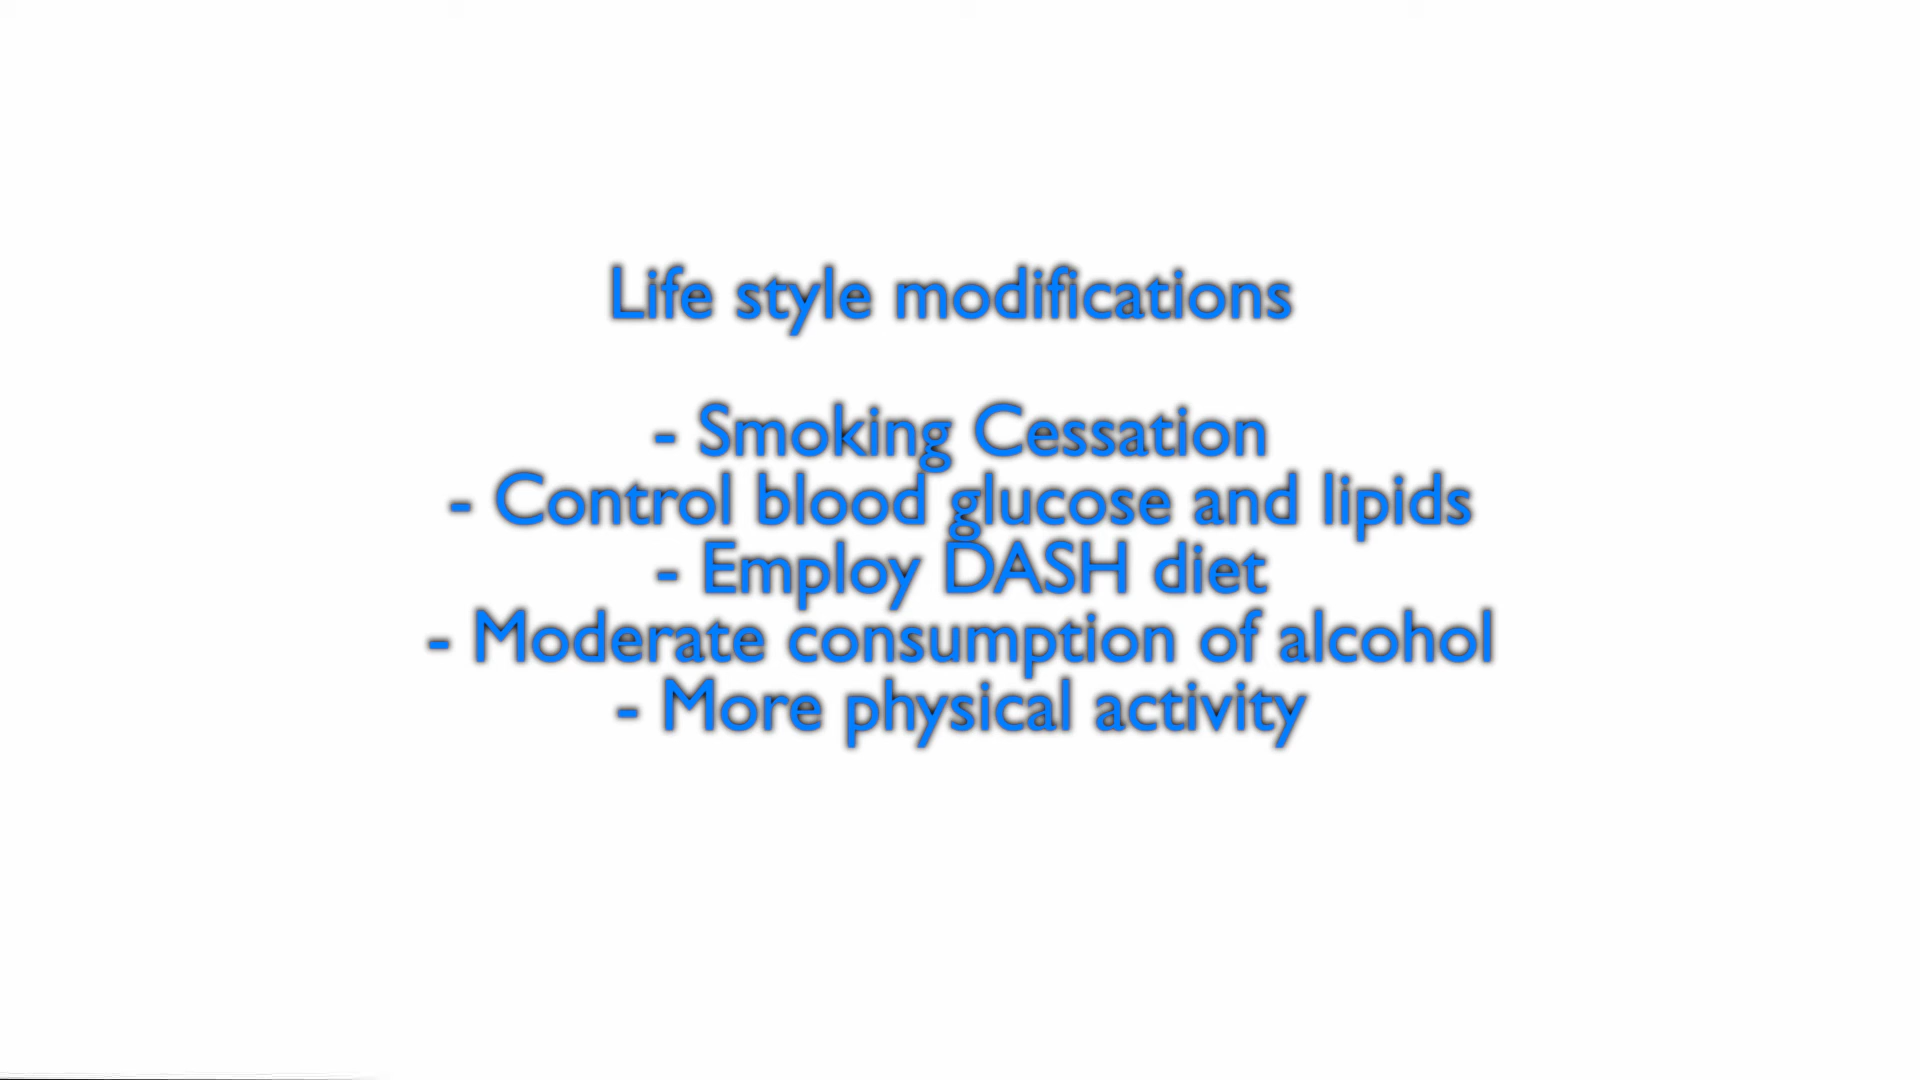 Life style modifications
- Smoking Cessation
- Control blood glucose and lipids
- Employ DASH diet
- Moderate consumption of alcohol
- More physical activity